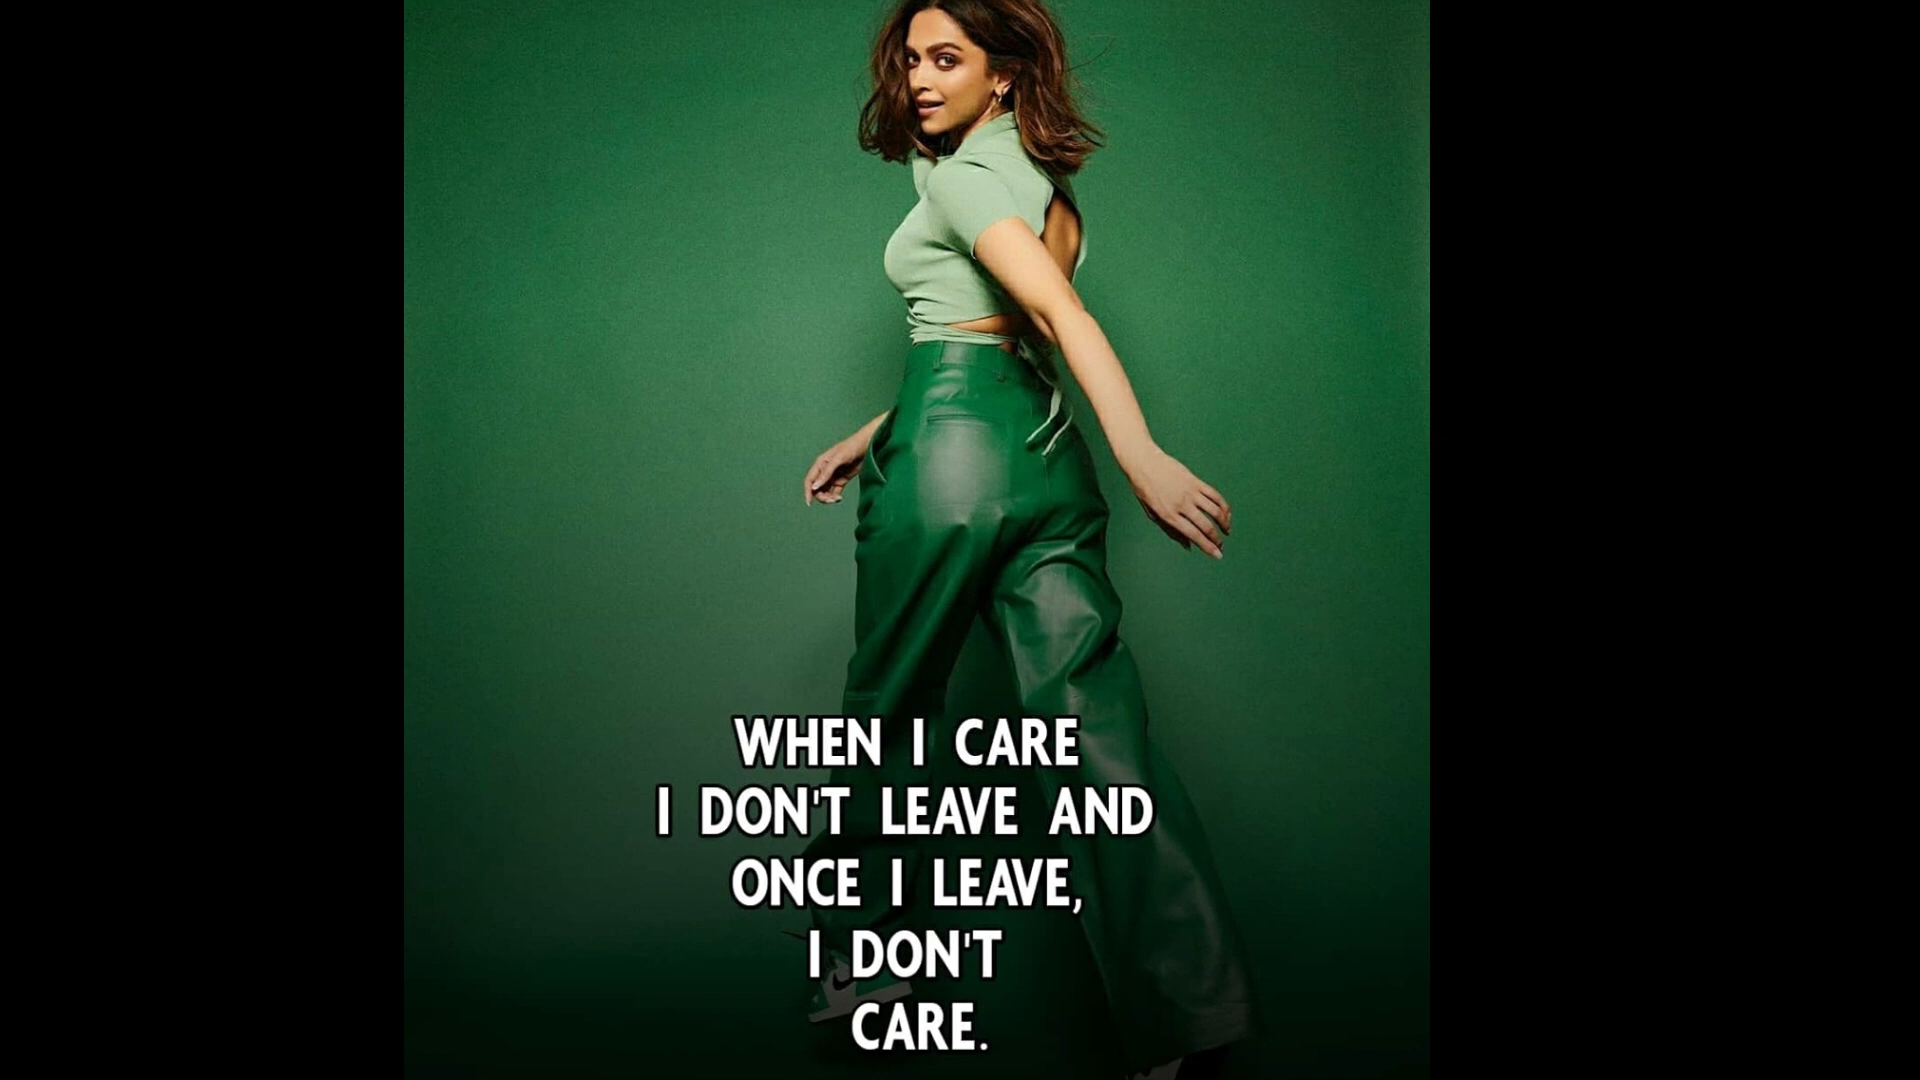 WHEN I CARE
I DON'T LEAVE AND
ONCE I LEAVE,
I DON'T
CARE.